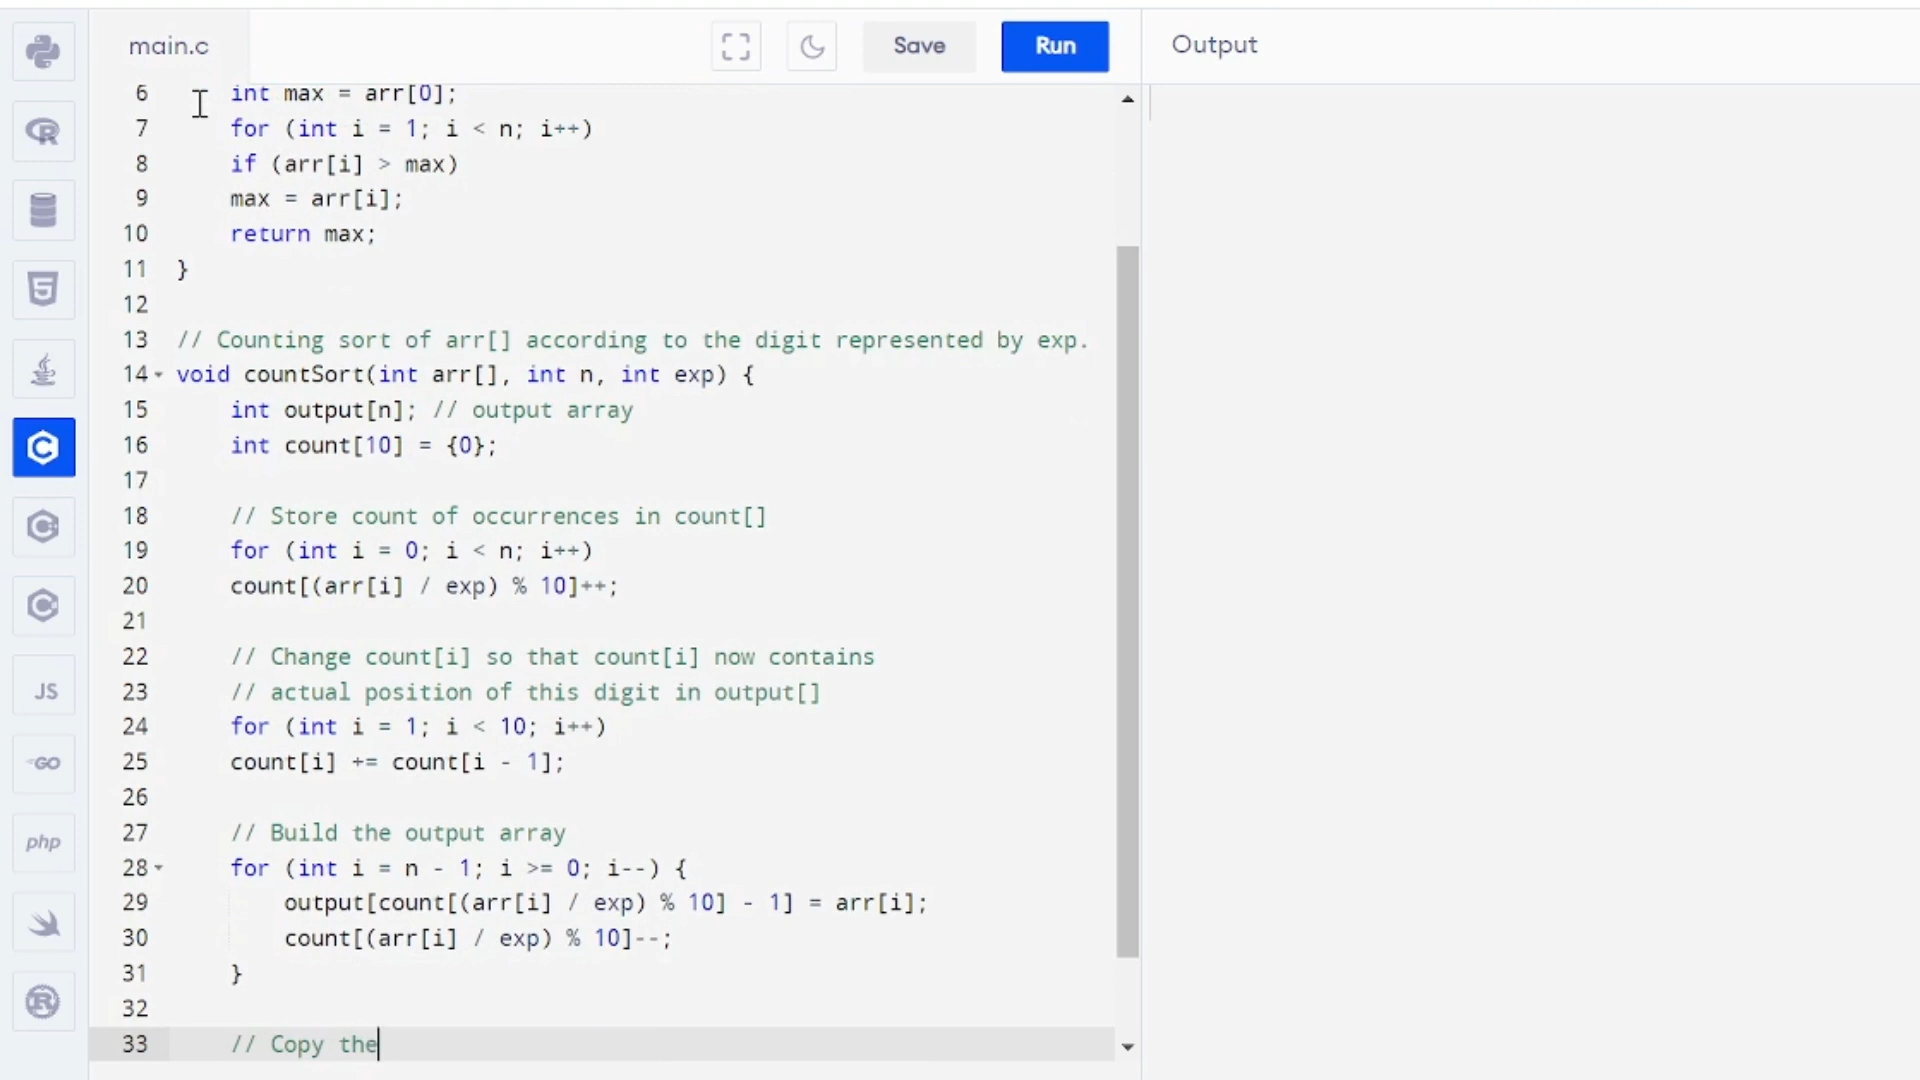 main.c
Save
Run
Output
6 int max = arr[0];
7 for (int i = 1; i < n; i++)
8 if (arr[i] > max)
9 max = arr[i];
10 return max;
11 }
12
13 // Counting sort of arr[] according to the digit represented by exp.
14 void countSort(int arr[], int n, int exp) {
15 int output[n]; // output array
16 int count[10] = {0};
17
18 // Store count of occurrences in count[]
19 for (int i = 0; i < n; i++)
20 count[(arr[i] / exp) % 10]++;
21
22 // Change count[i] so that count[i] now contains
23 // actual position of this digit in output[]
24 for (int i = 1; i < 10; i++)
25 count[i] += count[i - 1];
26
27 // Build the output array
28 for (int i = n - 1; i >= 0; i--) {
29 output[count[(arr[i] / exp) % 10] - 1] = arr[i];
30 count[(arr[i] / exp) % 10]--;
31 }
32
33 // Copy the
R
5
C
C
C
JS
GO
php
R